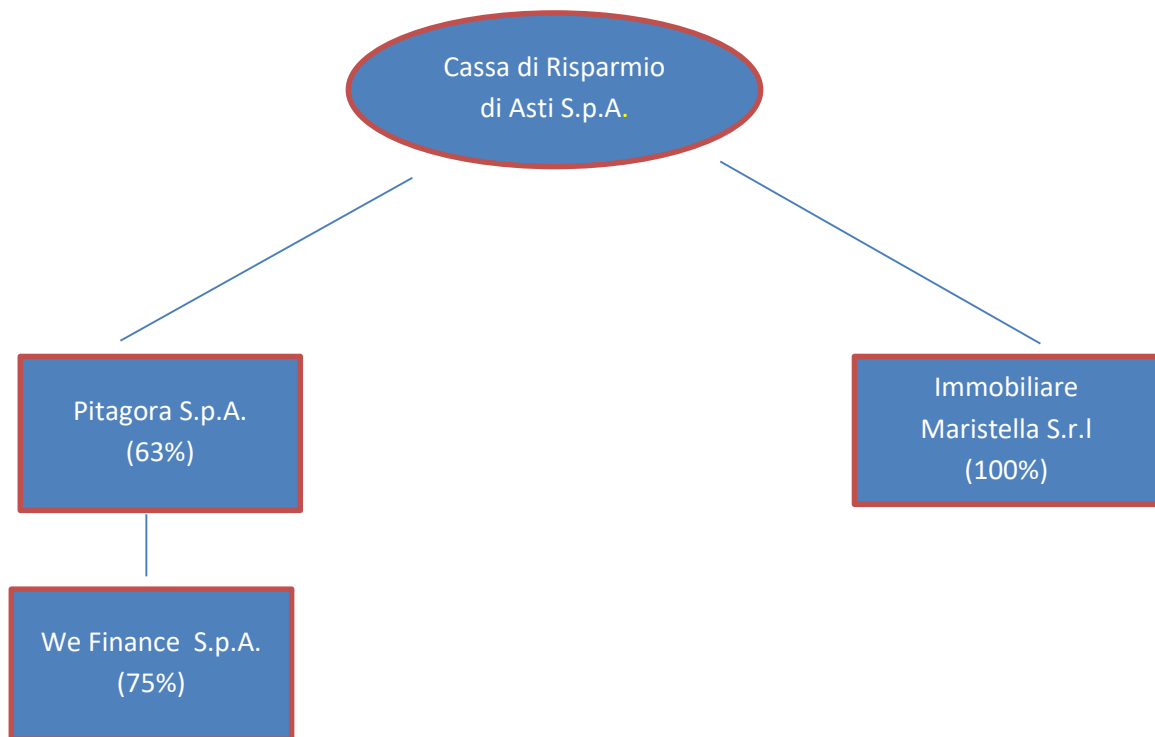 Cassa di Risparmio
di Asti S.p.A.
Pitagora S.p.A.
(63%)
Immobiliare
Maristella S.r.l
(100%)
We Finance  S.p.A.
(75%)